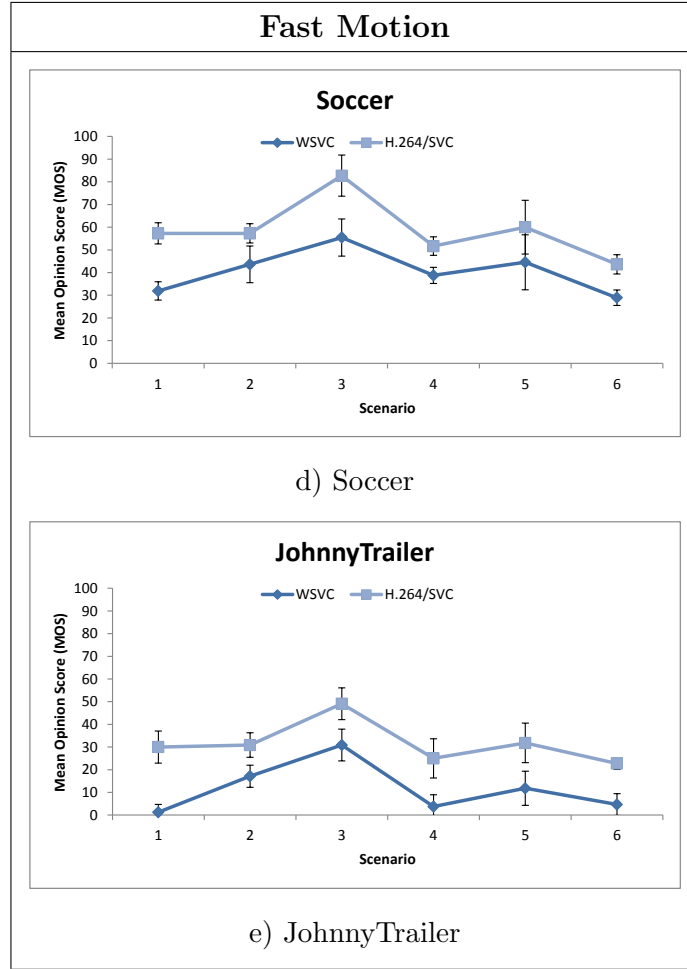 Fast Motion
Soccer
WSVC H.264/SVC
Mean Opinion Score (MOS)
100
90
80
70
60
50
40
30
20
10
0
1 2 3 4 5 6
Scenario
d) Soccer
JohnnyTrailer
WSVC H.264/SVC
Mean Opinion Score (MOS)
100
90
80
70
60
50
40
30
20
10
0
1 2 3 4 5 6
Scenario
e) JohnnyTrailer